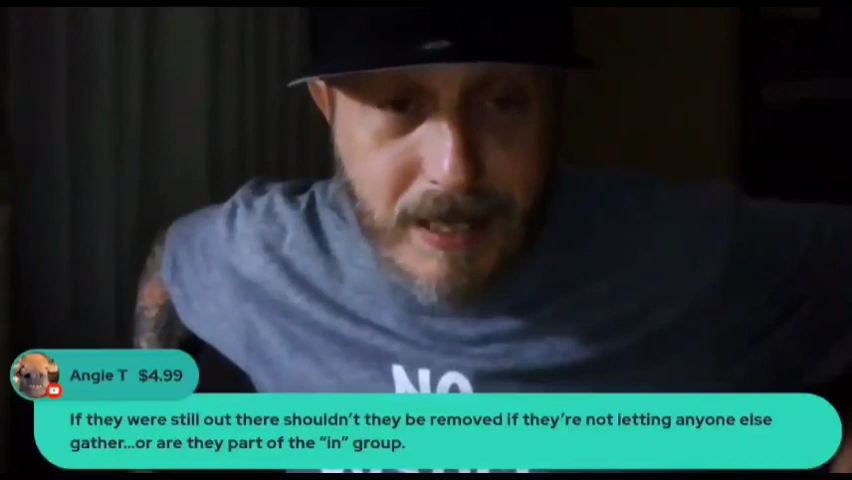 NO
Angie T $4.99
If they were still out there shouldn't they be removed if they're not letting anyone else
gather...or are they part of the "in" group.